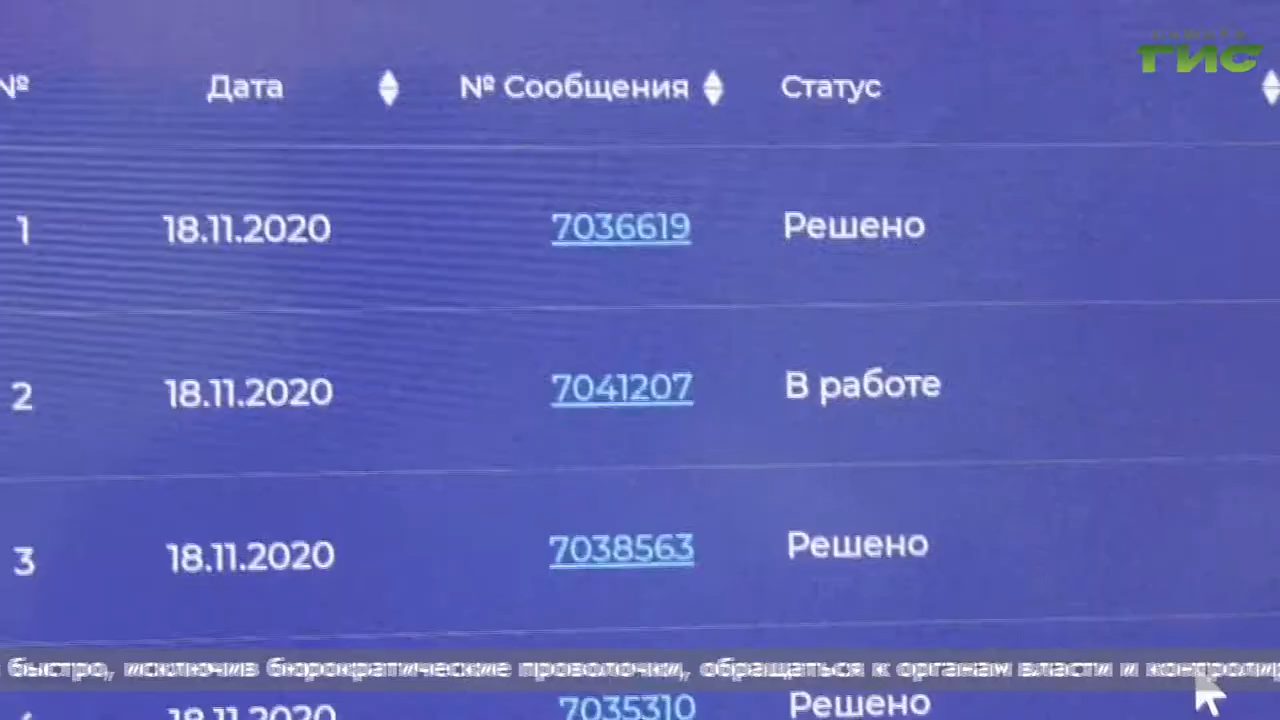 ГИС
№ Дата № Сообщения Статус
1 18.11.2020 7036619 Решено
2 18.11.2020 7041207 В работе
3 18.11.2020 7038563 Решено
быстро, исключив бюрократические проволочки, обращаться к органам власти и
18.11.2020 7035310 Решено